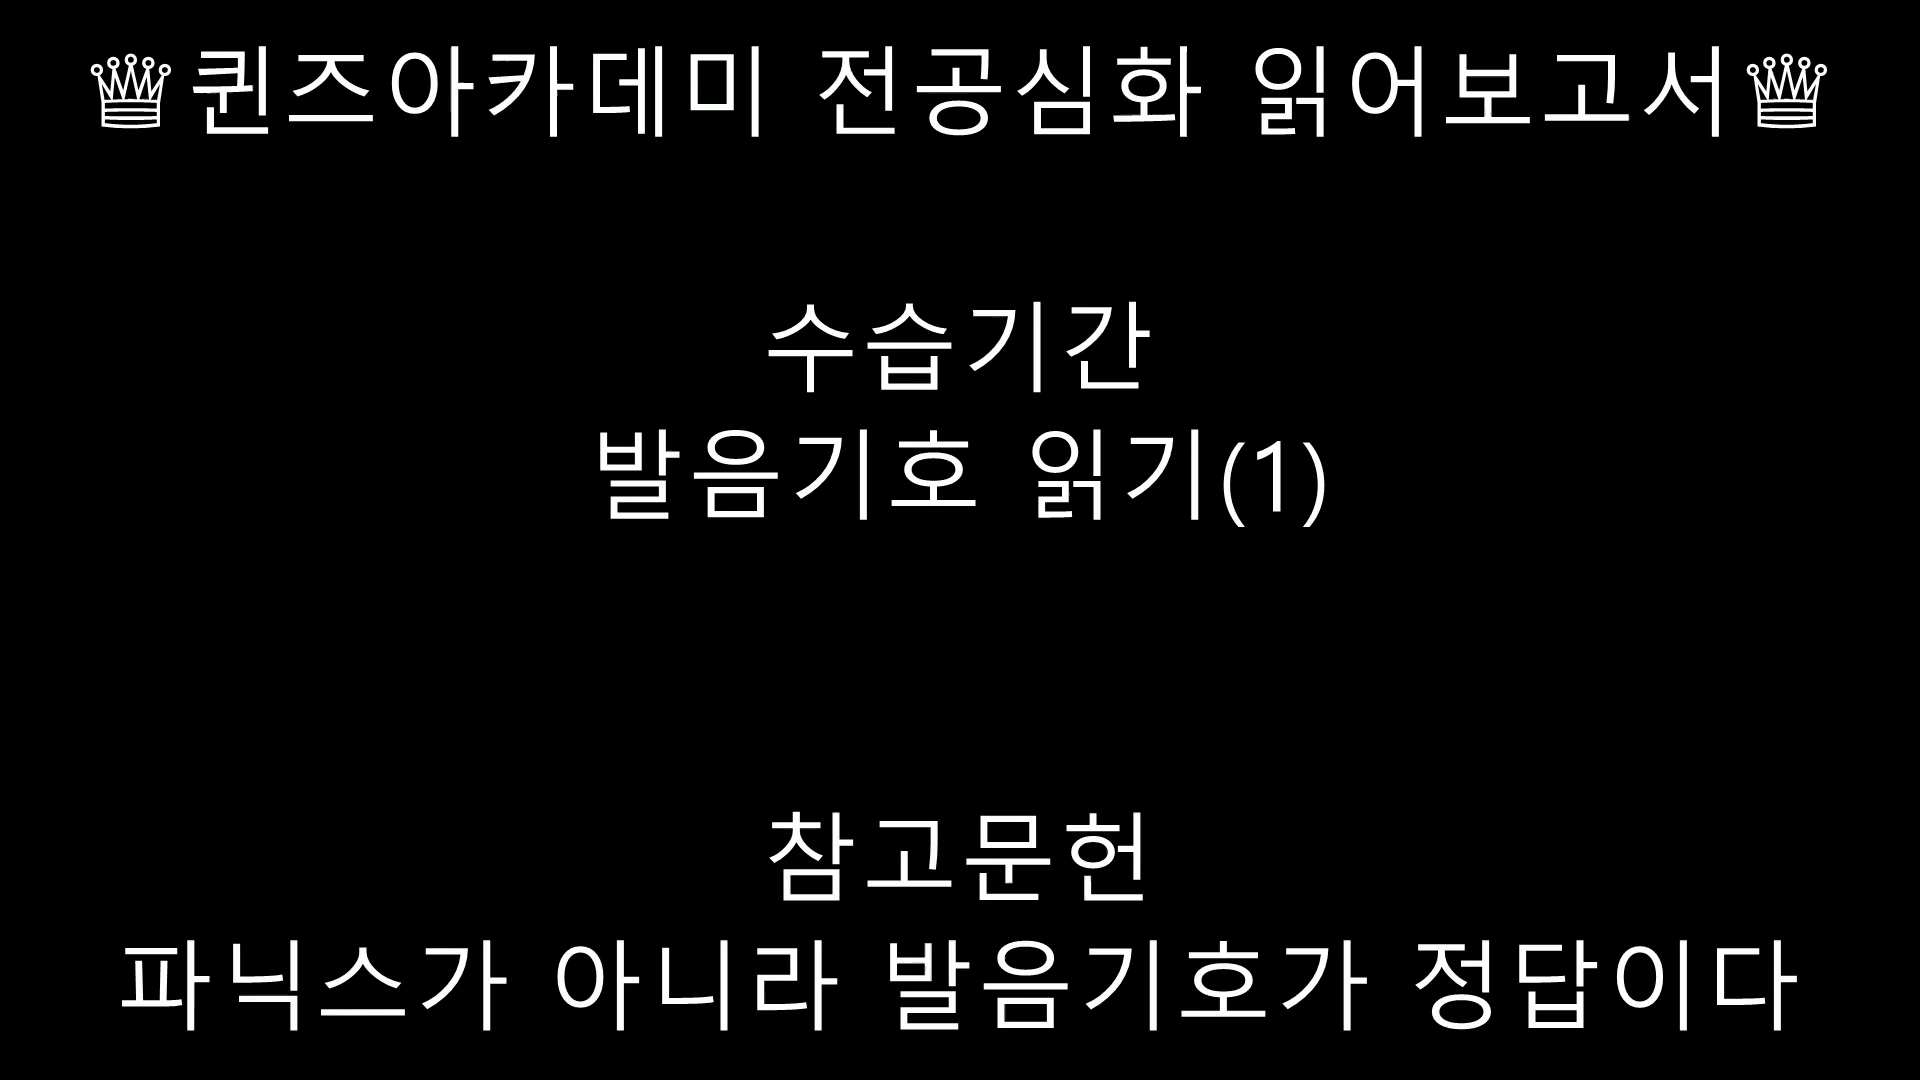 ♕퀸즈아카데미 전공심화 읽어보고서♕
수습기간
발음기호 읽기(1)
참고문헌
파닉스가 아니라 발음기호가 정답이다